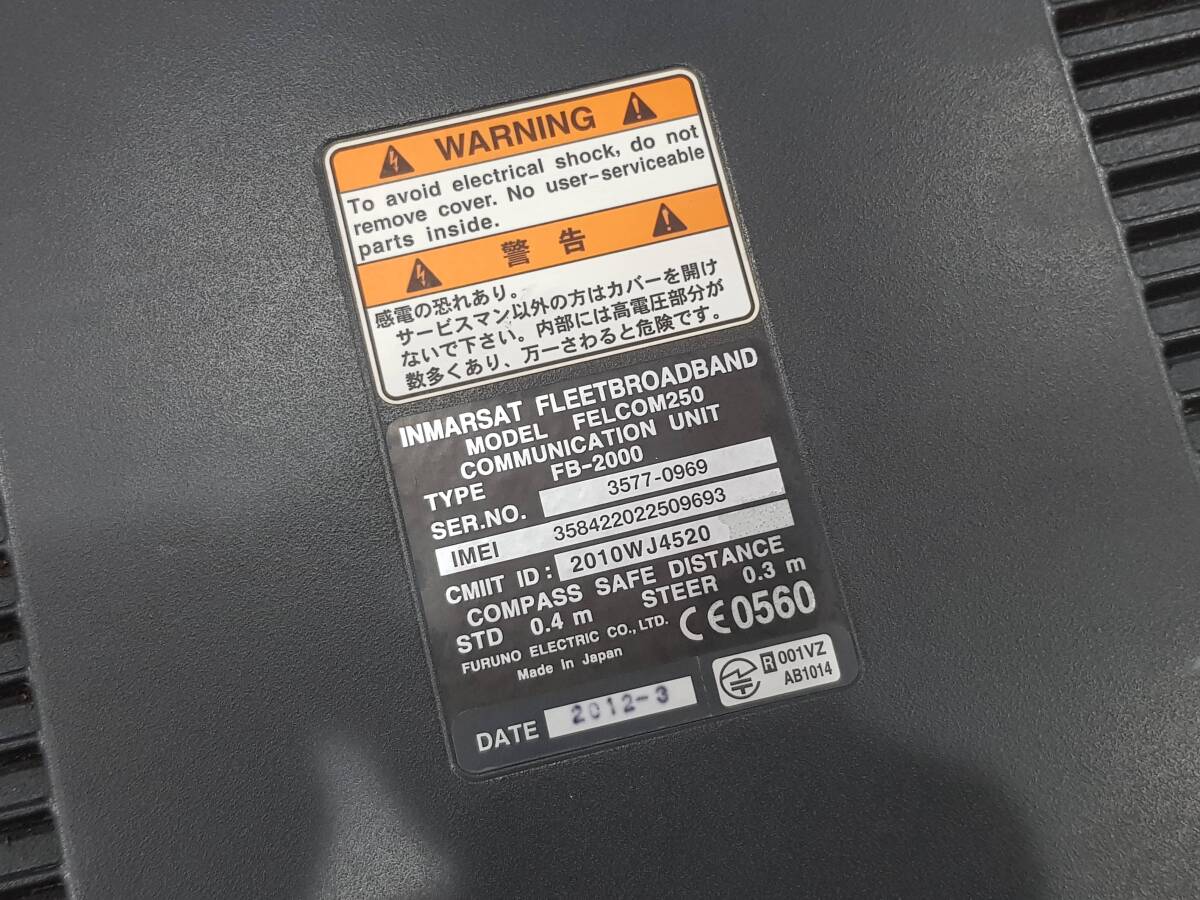 WARNING
To avoid electrical shock, do not
remove cover. No user-serviceable
parts inside.
警 告
感電の恐れあり。
サービスマン以外の方はカバーを開け
ないで下さい。内部には高電圧部分が
数多くあり、万一さわると危険です。
INMARSAT FLEETBROADBAND
MODEL FELCOM250
COMMUNICATION UNIT
TYPE FB-2000
SER.NO. 3577-0969
IMEI 358422022509693
CMIIT ID: 2010WJ4520
COMPASS SAFE DISTANCE
STD 0.4 m STEER 0.3 m
FURUNO ELECTRIC CO., LTD. CE0560
Made in Japan
R 001VZ
AB1014
DATE 2012-3